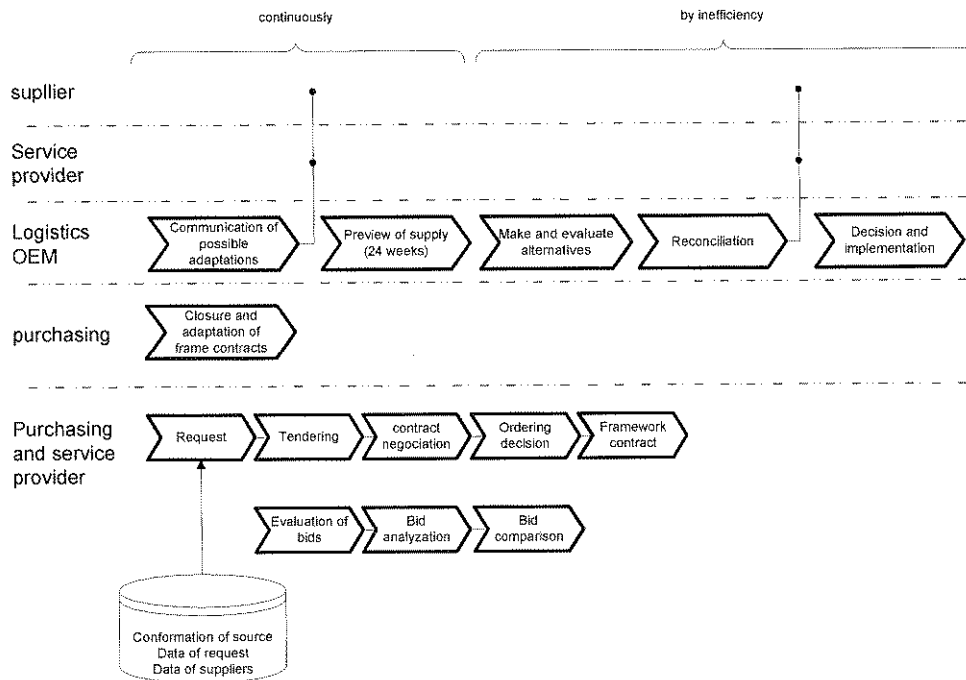 continuously
by inefficiency
supllier
Service
provider
Logistics
OEM
Communication of
possible
adaptations
Preview of supply
(24 weeks)
Make and evaluate
alternatives
Reconciliation
Decision and
implementation
purchasing
Closure and
adaptation of
frame contracts
Purchasing
and service
provider
Request
Tendering
contract
negociation
Ordering
decision
Framework
contract
Evaluation of
bids
Bid
analyzation
Bid
comparison
Conformation of source
Data of request
Data of suppliers